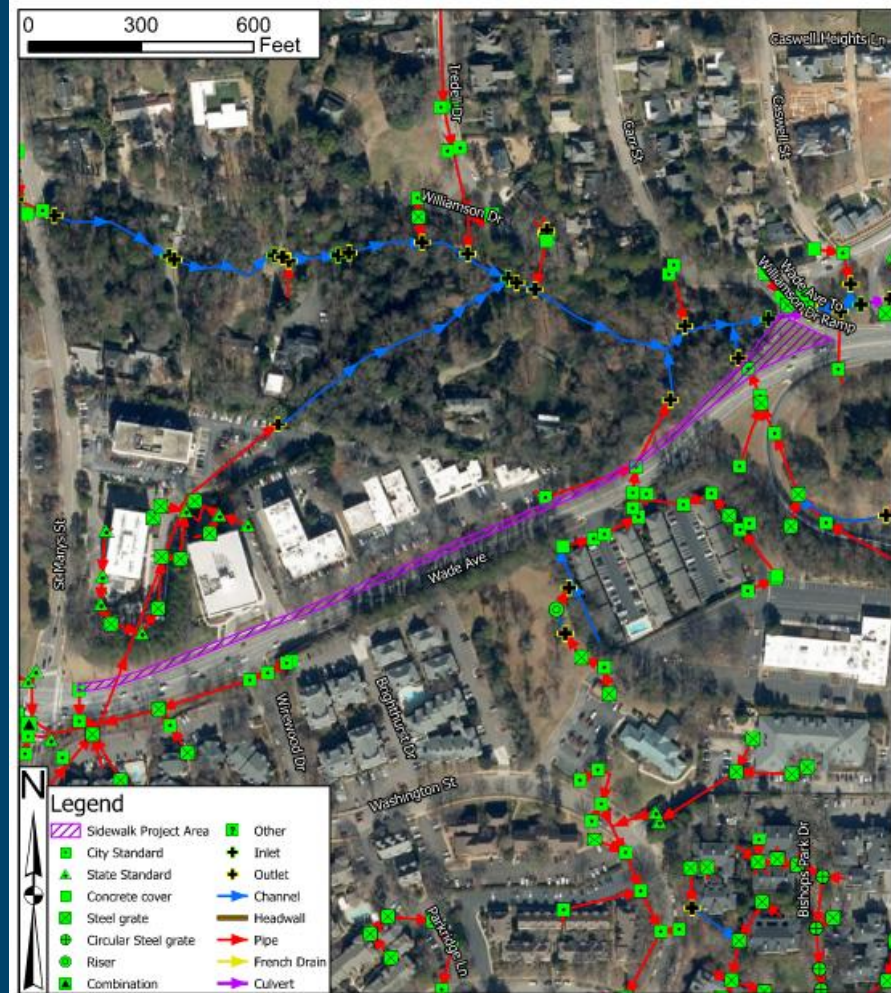 0 300 600
Feet
Caswell Heights Ln
Iredell Dr
Carr St
Caswell St
Williamson Dr
Wade Ave To
Williamson Dr Ramp
St Marys St
Wade Ave
Wirewood Dr
Brighthurst Dr
Washington St
Bishops Park Dr
Parkridge Ln
N
Legend
Sidewalk Project Area
City Standard
State Standard
Concrete cover
Steel grate
Circular Steel grate
Riser
Combination
Other
Inlet
Outlet
Channel
Headwall
Pipe
French Drain
Culvert